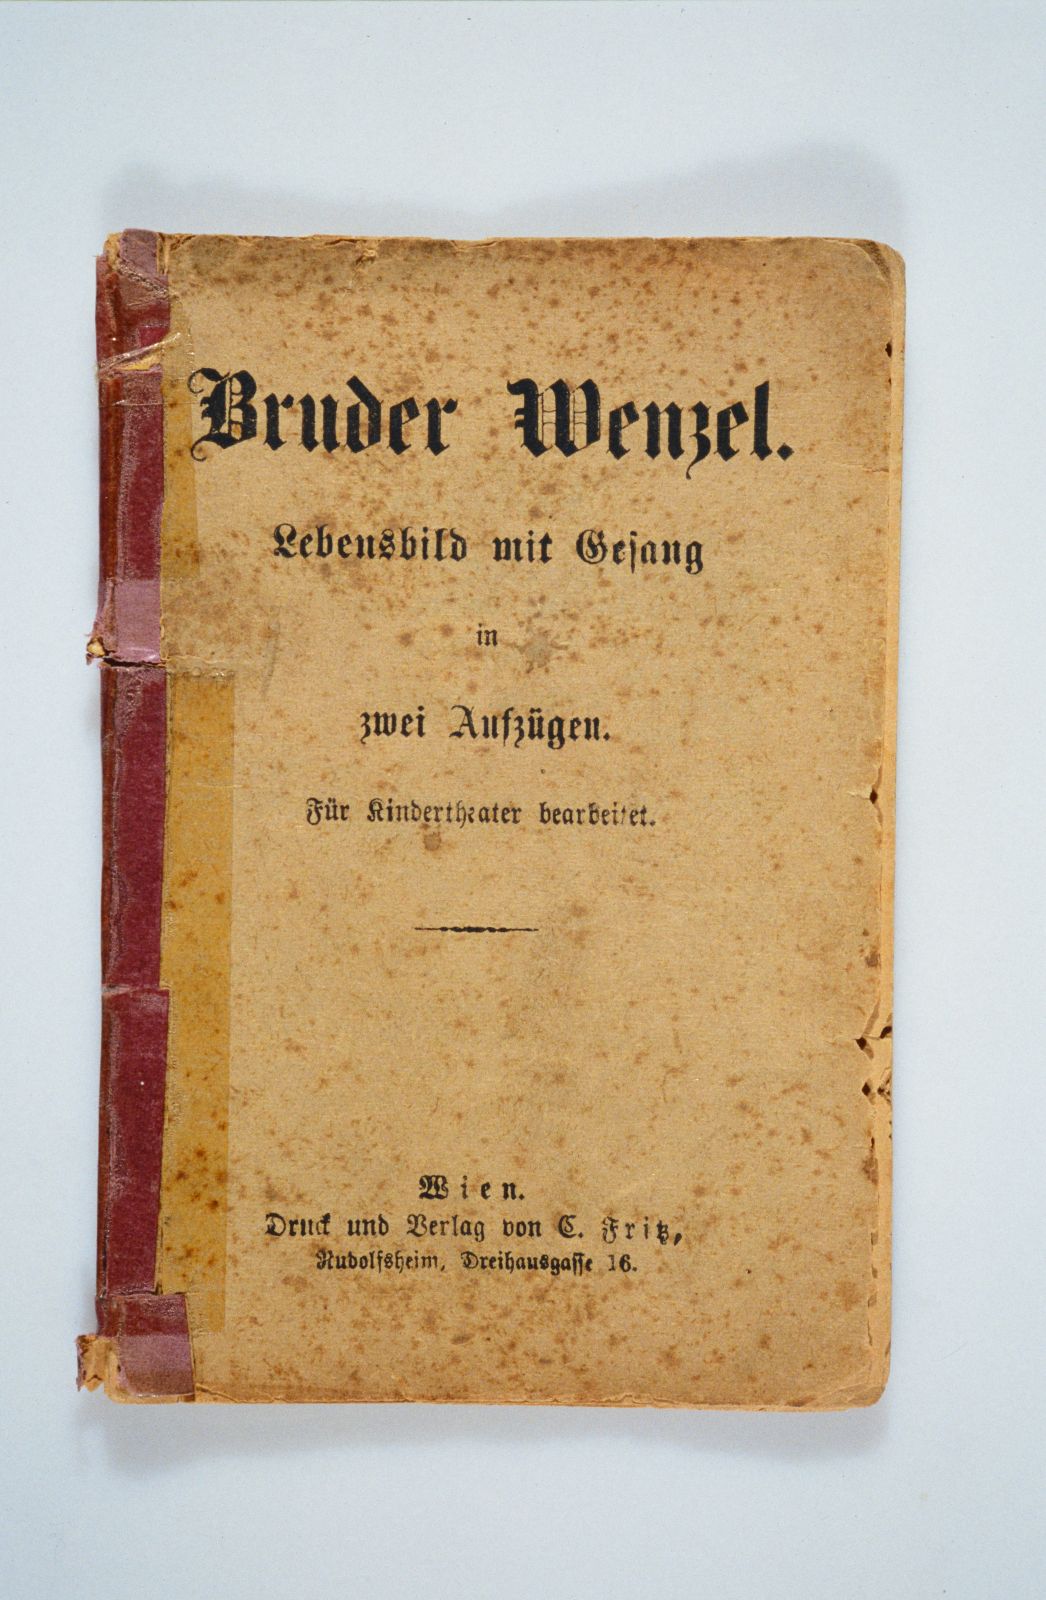 Bruder Wenzel.
Lebensbild mit Gesang
in
zwei Aufzügen.
Für Kindertheater bearbeitet.
Wien.
Druck und Verlag von C. Fritz,
Rudolfsheim, Dreihausgasse 16.